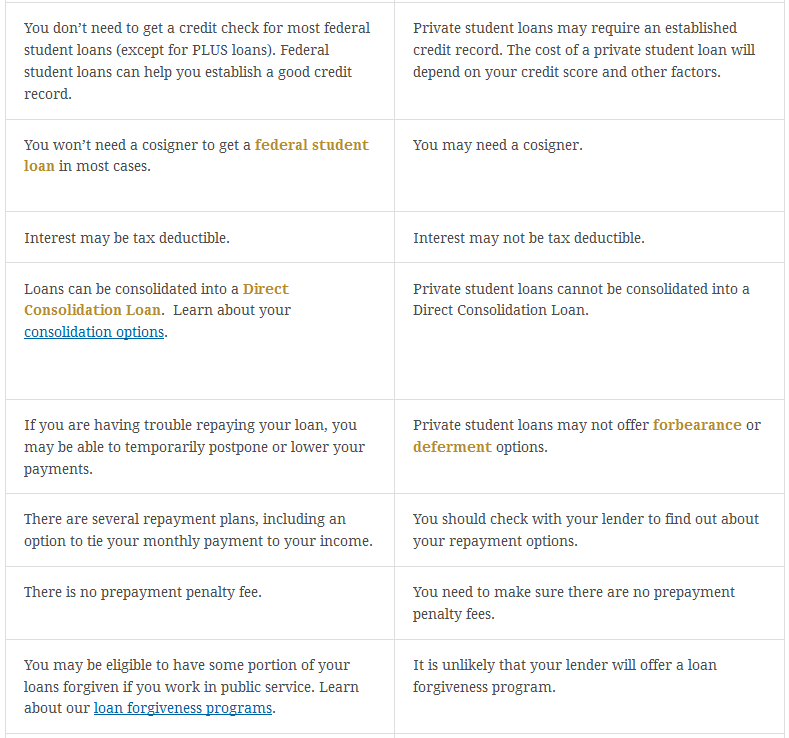 You don’t need to get a credit check for most federal
student loans (except for PLUS loans). Federal
student loans can help you establish a good credit
record.
Private student loans may require an established
credit record. The cost of a private student loan will
depend on your credit score and other factors.
You won’t need a cosigner to get a federal student
loan in most cases.
You may need a cosigner.
Interest may be tax deductible.
Interest may not be tax deductible.
Loans can be consolidated into a Direct
Consolidation Loan.  Learn about your
consolidation options.
Private student loans cannot be consolidated into a
Direct Consolidation Loan.
If you are having trouble repaying your loan, you
may be able to temporarily postpone or lower your
payments.
Private student loans may not offer forbearance or
deferment options.
There are several repayment plans, including an
option to tie your monthly payment to your income.
You should check with your lender to find out about
your repayment options.
There is no prepayment penalty fee.
You need to make sure there are no prepayment
penalty fees.
You may be eligible to have some portion of your
loans forgiven if you work in public service. Learn
about our loan forgiveness programs.
It is unlikely that your lender will offer a loan
forgiveness program.